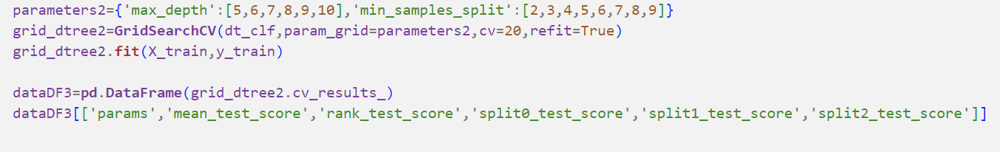 parameters2={'max_depth':[5,6,7,8,9,10],'min_samples_split':[2,3,4,5,6,7,8,9]}
grid_dtree2=GridSearchCV(dt_clf,param_grid=parameters2,cv=20,refit=True)
grid_dtree2.fit(X_train,y_train)
dataDF3=pd.DataFrame(grid_dtree2.cv_results_)
dataDF3[['params','mean_test_score','rank_test_score','split0_test_score','split1_test_score','split2_test_score']]